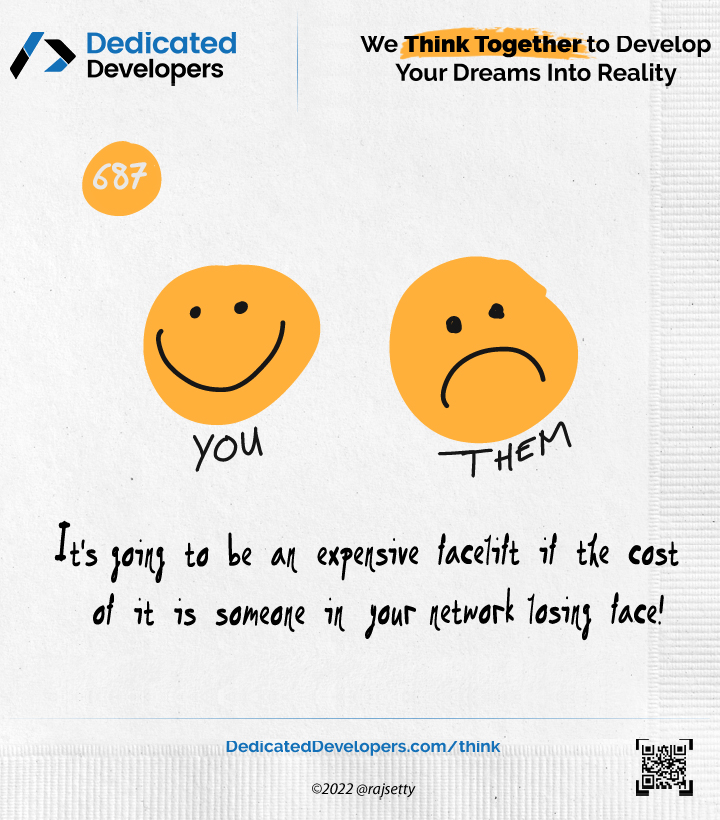 Dedicated
Developers
We Think Together to Develop
Your Dreams Into Reality
687
YOU
THEM
It's going to be an expensive facelift if the cost
of it is someone in your network losing face!
DedicatedDevelopers.com/think
©2022 @rajsetty